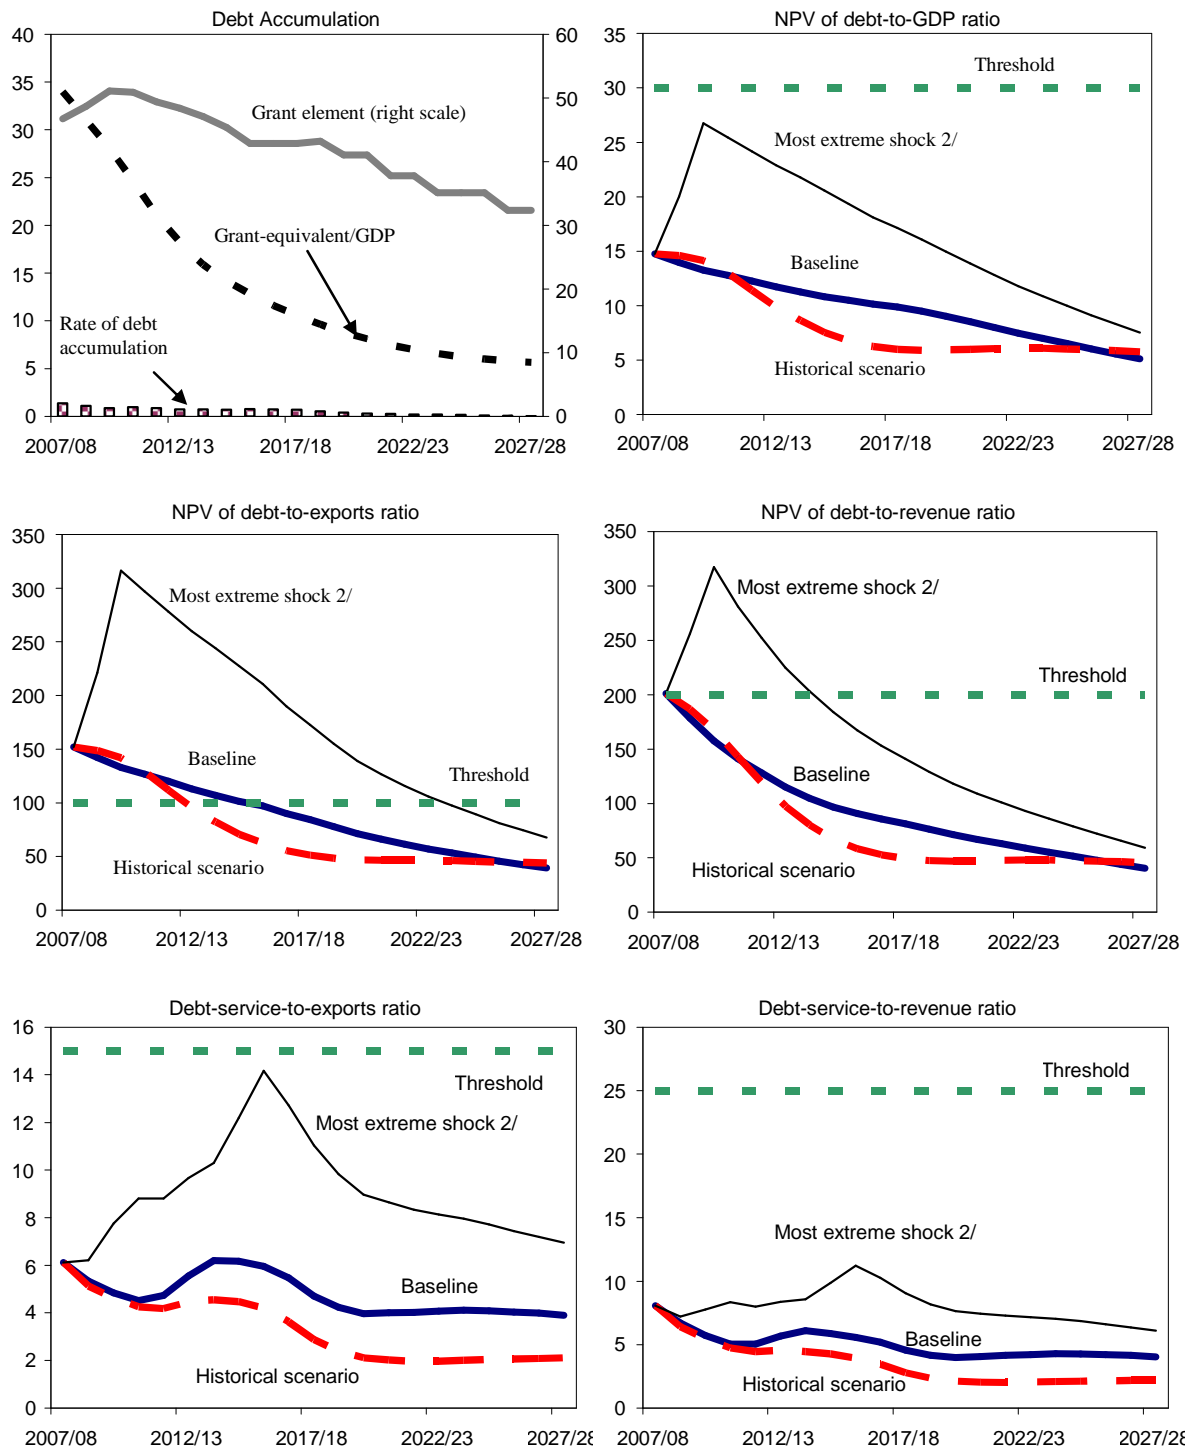 Debt Accumulation
40
35
30
25
20
15
10
5
0
60
50
40
30
20
10
0
Grant element (right scale)
Grant-equivalent/GDP
Rate of debt
accumulation
2007/08 2012/13 2017/18 2022/23 2027/28
NPV of debt-to-GDP ratio
35
30
25
20
15
10
5
0
Threshold
Most extreme shock 2/
Baseline
Historical scenario
2007/08 2012/13 2017/18 2022/23 2027/28
NPV of debt-to-exports ratio
350
300
250
200
150
100
50
0
Most extreme shock 2/
Baseline
Threshold
Historical scenario
2007/08 2012/13 2017/18 2022/23 2027/28
NPV of debt-to-revenue ratio
350
300
250
200
150
100
50
0
Most extreme shock 2/
Threshold
Baseline
Historical scenario
2007/08 2012/13 2017/18 2022/23 2027/28
Debt-service-to-exports ratio
16
14
12
10
8
6
4
2
0
Threshold
Most extreme shock 2/
Baseline
Historical scenario
2007/08 2012/13 2017/18 2022/23 2027/28
Debt-service-to-revenue ratio
30
25
20
15
10
5
0
Threshold
Most extreme shock 2/
Baseline
Historical scenario
2007/08 2012/13 2017/18 2022/23 2027/28